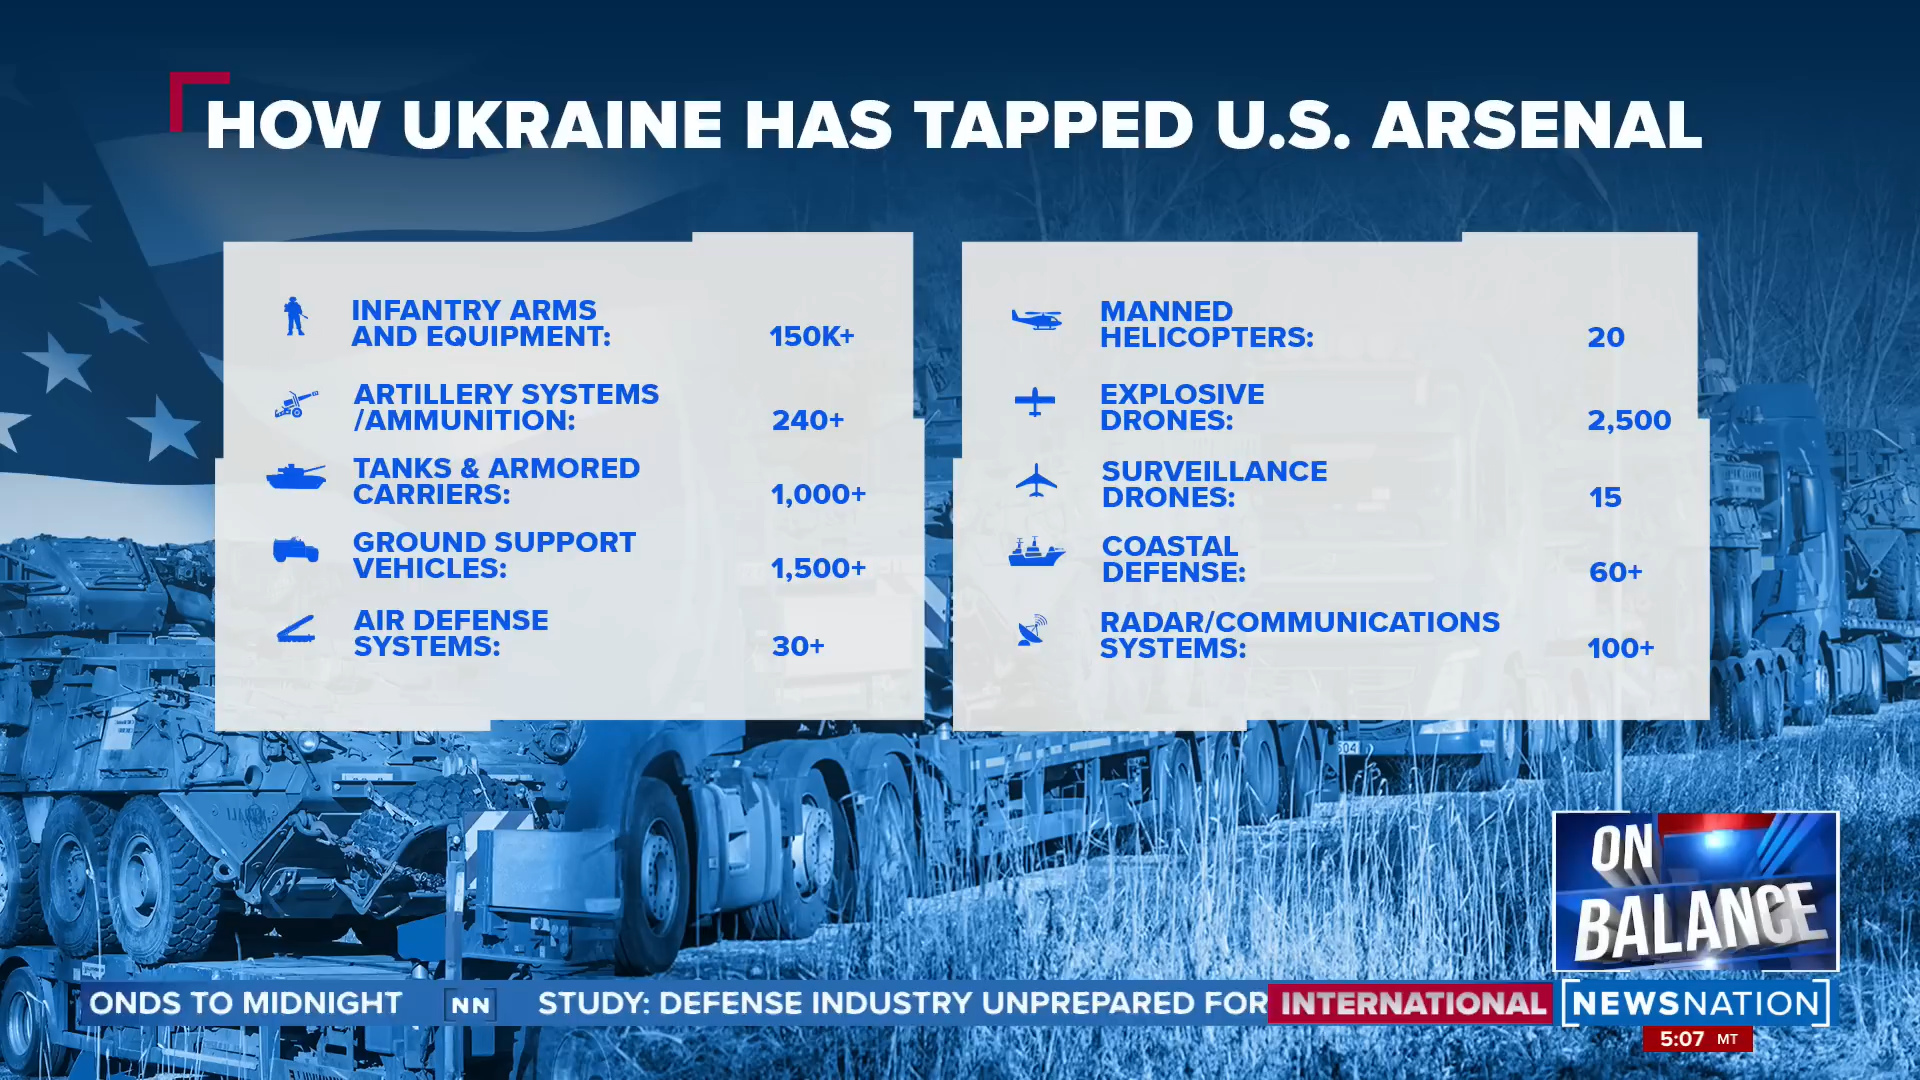 HOW UKRAINE HAS TAPPED U.S. ARSENAL
INFANTRY ARMS
AND EQUIPMENT: 150K+
ARTILLERY SYSTEMS
/AMMUNITION: 240+
TANKS & ARMORED
CARRIERS: 1,000+
GROUND SUPPORT
VEHICLES: 1,500+
AIR DEFENSE
SYSTEMS: 30+
MANNED
HELICOPTERS: 20
EXPLOSIVE
DRONES: 2,500
SURVEILLANCE
DRONES: 15
COASTAL
DEFENSE: 60+
RADAR/COMMUNICATIONS
SYSTEMS: 100+
504
ON
BALANCE
ONDS TO MIDNIGHT NN STUDY: DEFENSE INDUSTRY UNPREPARED FOR INTERNATIONAL NEWSNATION
5:07 MT